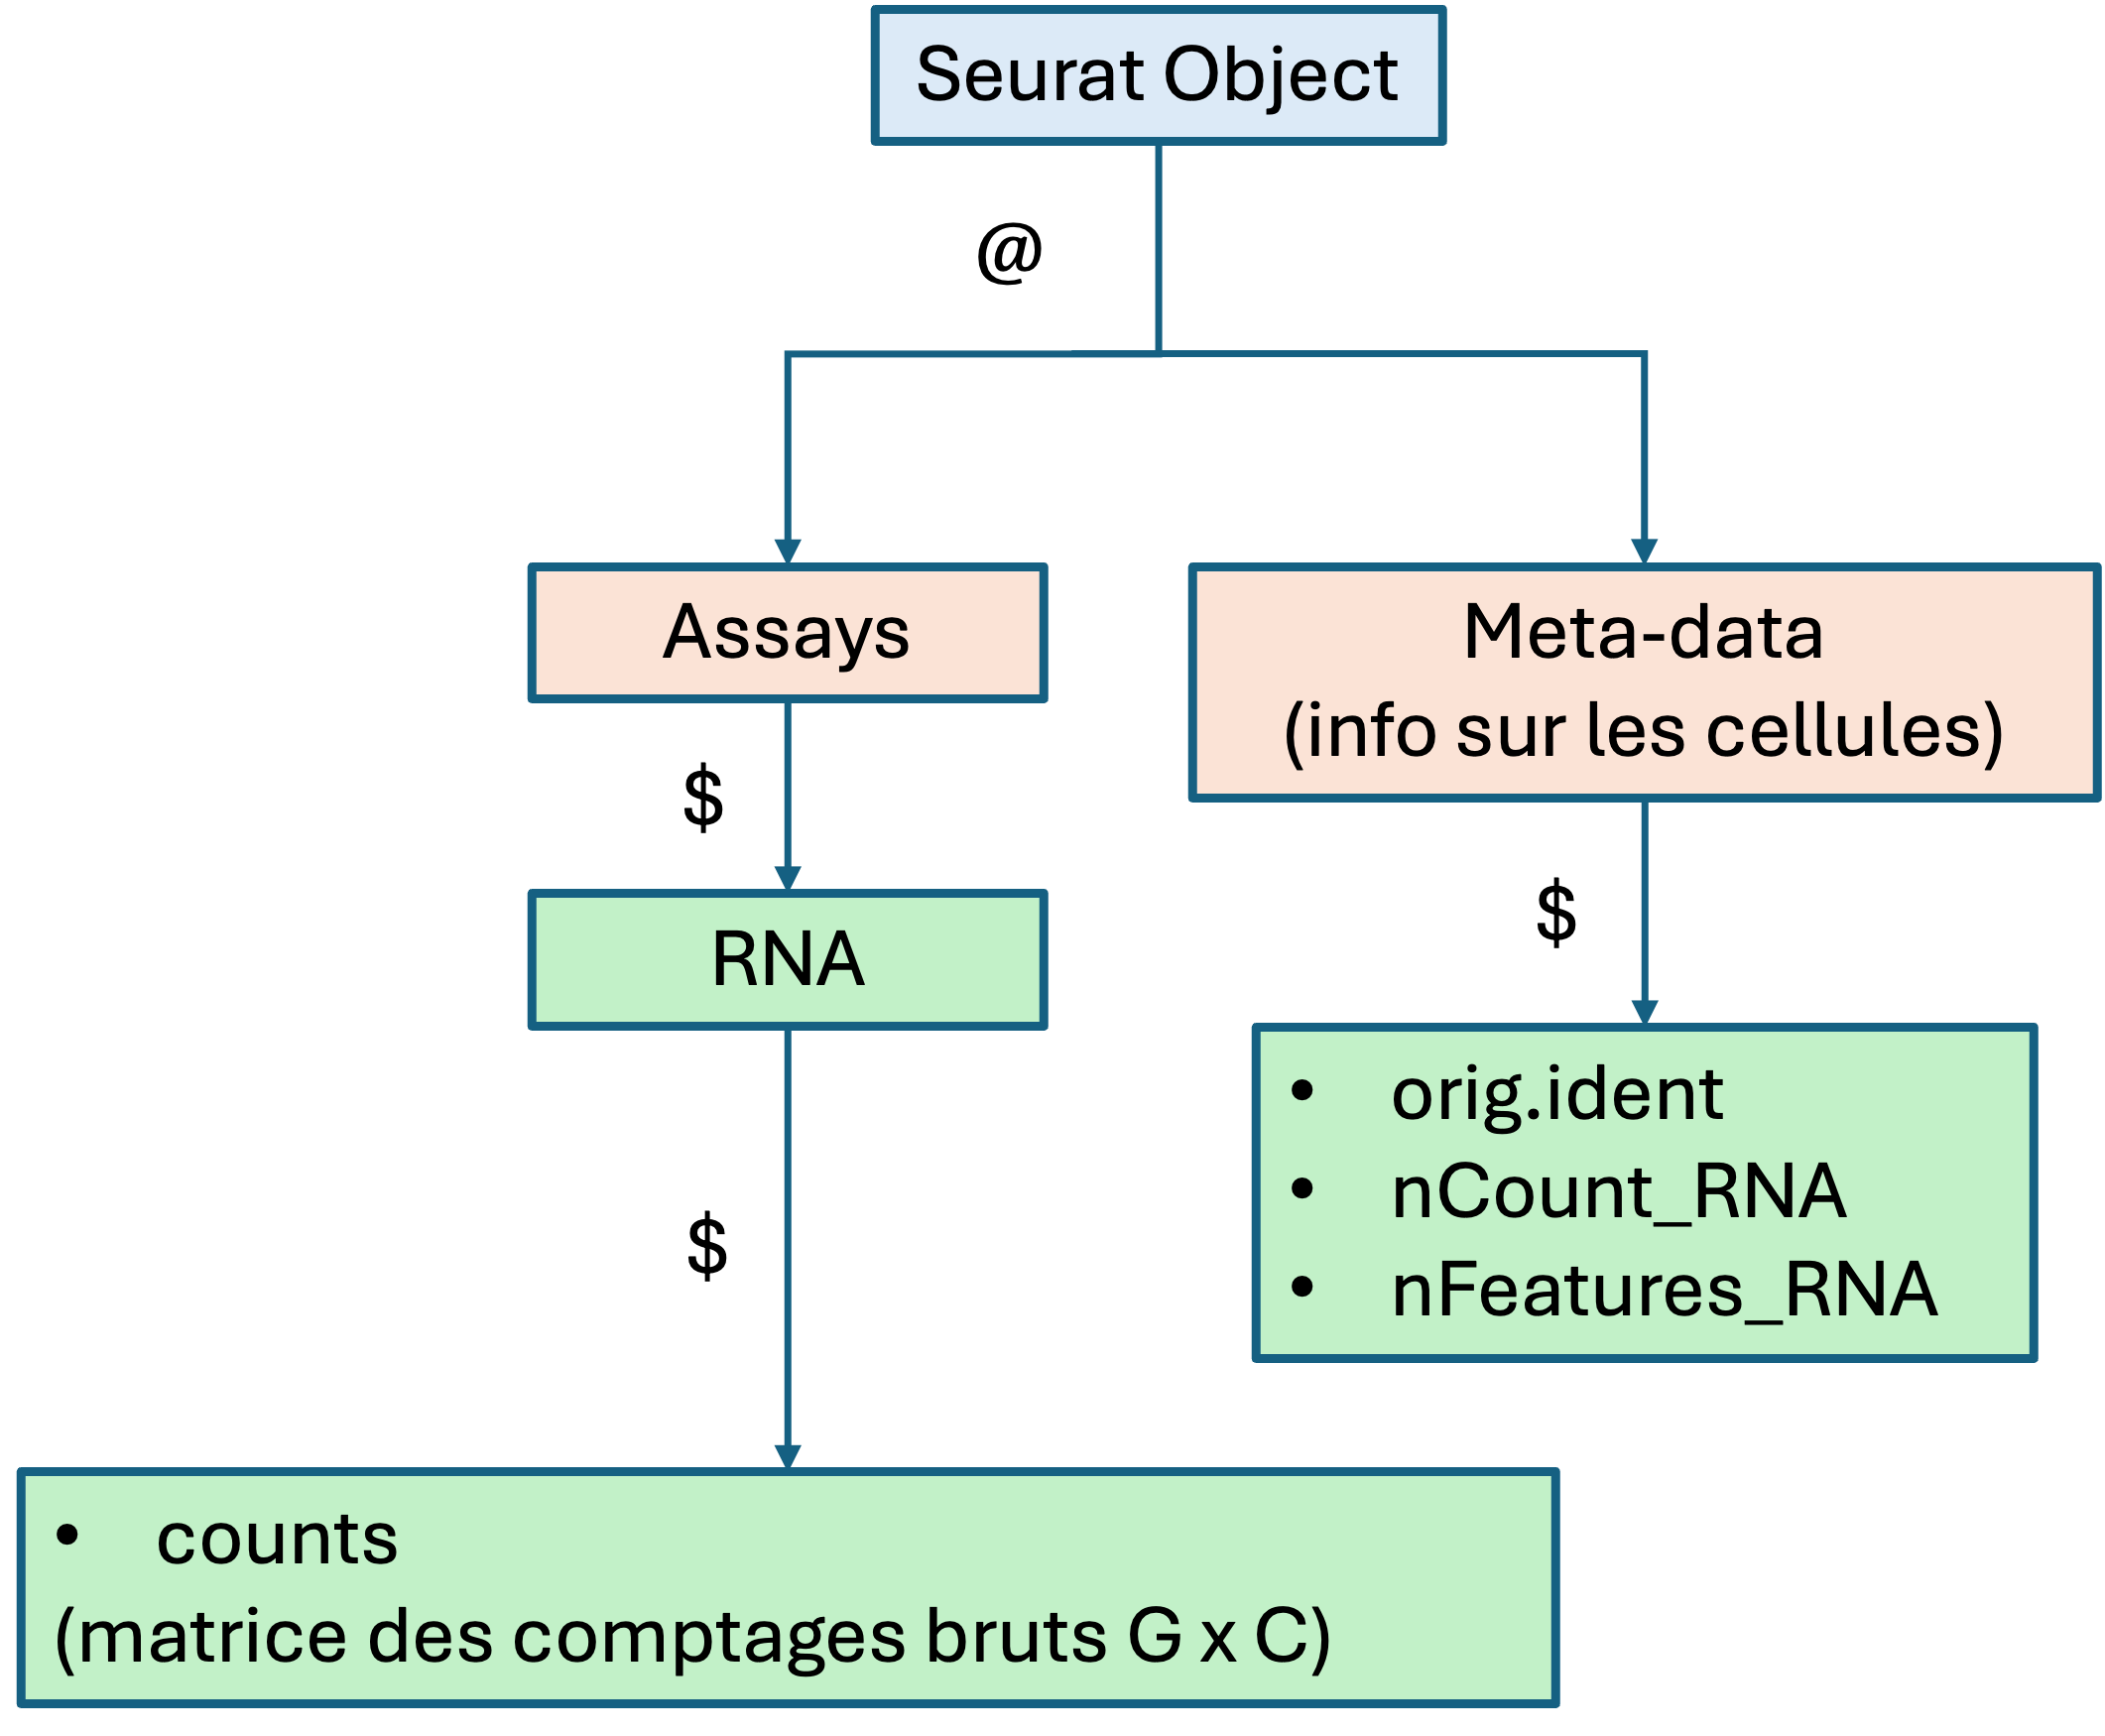 Seurat Object
@
Assays
Meta-data
(info sur les cellules)
$
RNA
$
• orig.ident
• nCount_RNA
• nFeatures_RNA
$
• counts
(matrice des comptages bruts G x C)